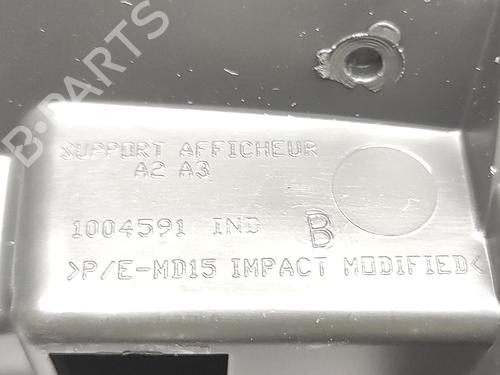 B-PARTS
SUPPORT AFFICHEUR
A2 A3
1004591 IND B
>P/E-MD15 IMPACT MODIFIED<